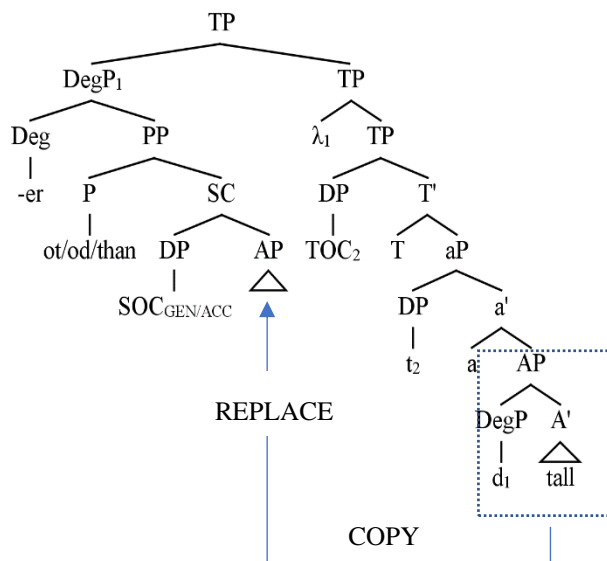 TP
DegP₁ TP
Deg PP λ₁ TP
-er P SC DP T'
ot/od/than DP AP TOC₂ T aP
SOC_GEN/ACC DP a'
t₂ a AP
REPLACE DegP A'
d₁ tall
COPY